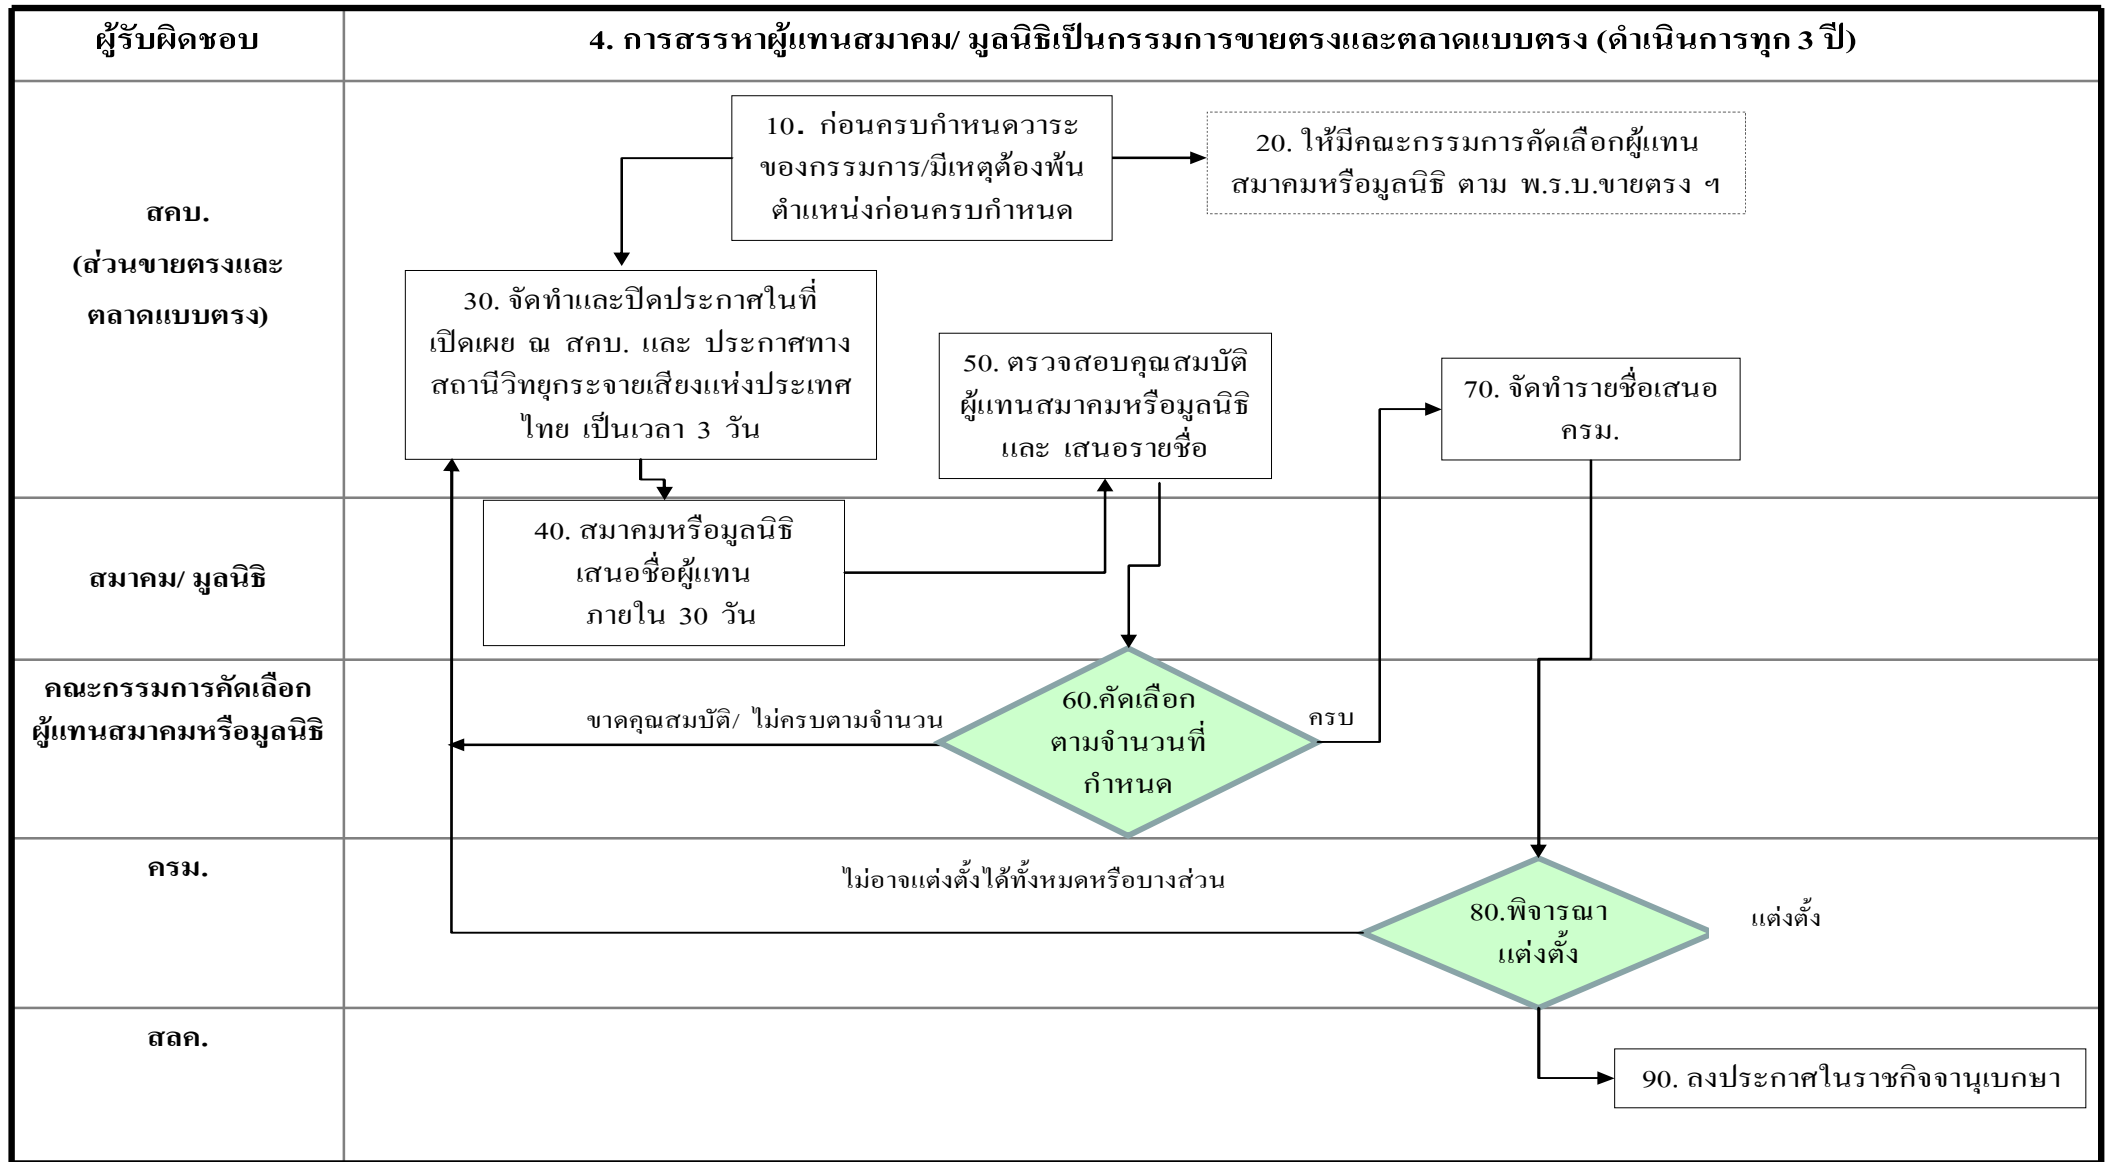 ผู้รับผิดชอบ
4. การสรรหาผู้แทนสมาคม/ มูลนิธิเป็นกรรมการขายตรงและตลาดแบบตรง (ดำเนินการทุก 3 ปี)
สคบ.
(ส่วนขายตรงและ
ตลาดแบบตรง)
10. ก่อนครบกำหนดวาระ
ของกรรมการ/มีเหตุต้องพ้น
ตำแหน่งก่อนครบกำหนด
20. ให้มีคณะกรรมการคัดเลือกผู้แทน
สมาคมหรือมูลนิธิ ตาม พ.ร.บ.ขายตรง ฯ
30. จัดทำและปิดประกาศในที่
เปิดเผย ณ สคบ. และ ประกาศทาง
สถานีวิทยุกระจายเสียงแห่งประเทศ
ไทย เป็นเวลา 3 วัน
50. ตรวจสอบคุณสมบัติ
ผู้แทนสมาคมหรือมูลนิธิ
และ เสนอรายชื่อ
70. จัดทำรายชื่อเสนอ
ครม.
สมาคม/ มูลนิธิ
40. สมาคมหรือมูลนิธิ
เสนอชื่อผู้แทน
ภายใน 30 วัน
คณะกรรมการคัดเลือก
ผู้แทนสมาคมหรือมูลนิธิ
ขาดคุณสมบัติ/ ไม่ครบตามจำนวน
60.คัดเลือก
ตามจำนวนที่
กำหนด
ครบ
ครม.
ไม่อาจแต่งตั้งได้ทั้งหมดหรือบางส่วน
80.พิจารณา
แต่งตั้ง
แต่งตั้ง
สลค.
90. ลงประกาศในราชกิจจานุเบกษา